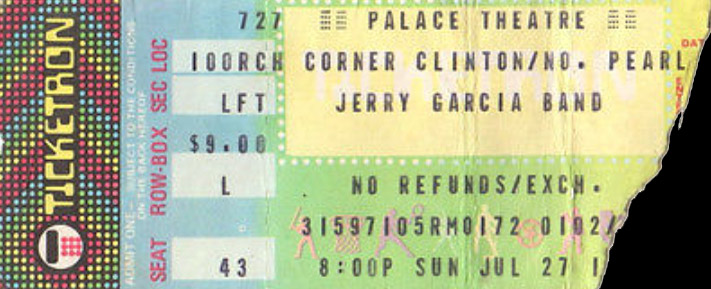 TICKETRON
ADMIT ONE— SUBJECT TO THE CONDITIONS
ON THE BACK HEREOF
SEAT ROW-BOX SEC LOC
727 PALACE THEATRE
100RCH CORNER CLINTON/NO. PEARL
LFT JERRY GARCIA BAND
$9.00
L NO REFUNDS/EXCH.
31597105RM0172 0102
43 8:00P SUN JUL 27 1
DAT